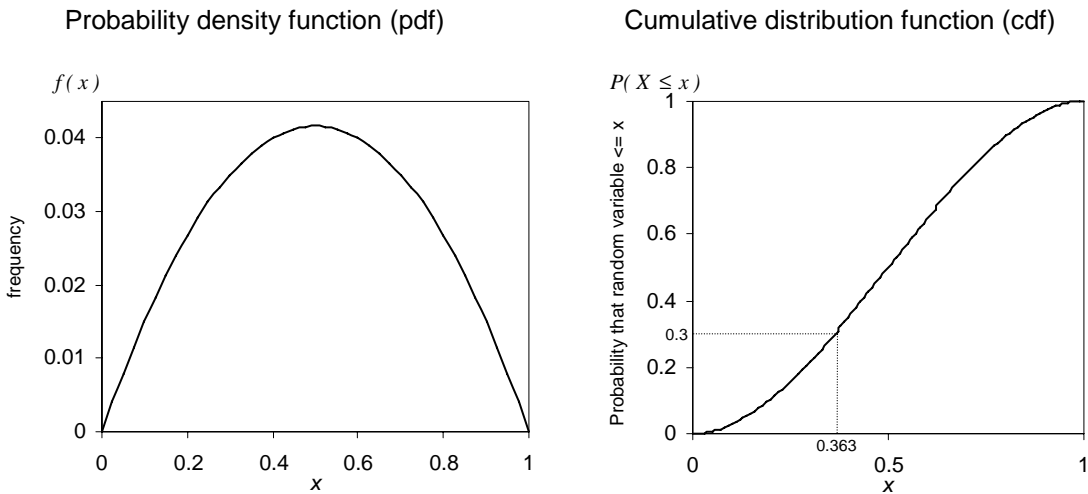 Probability density function (pdf)
f( x )
0.04
0.03
0.02
0.01
0
frequency
0 0.2 0.4 0.6 0.8 1
x
Cumulative distribution function (cdf)
P( X ≤ x )
1
0.8
0.6
0.4
0.3
0.2
0
Probability that random variable <= x
0.363
0 0.5 1
x